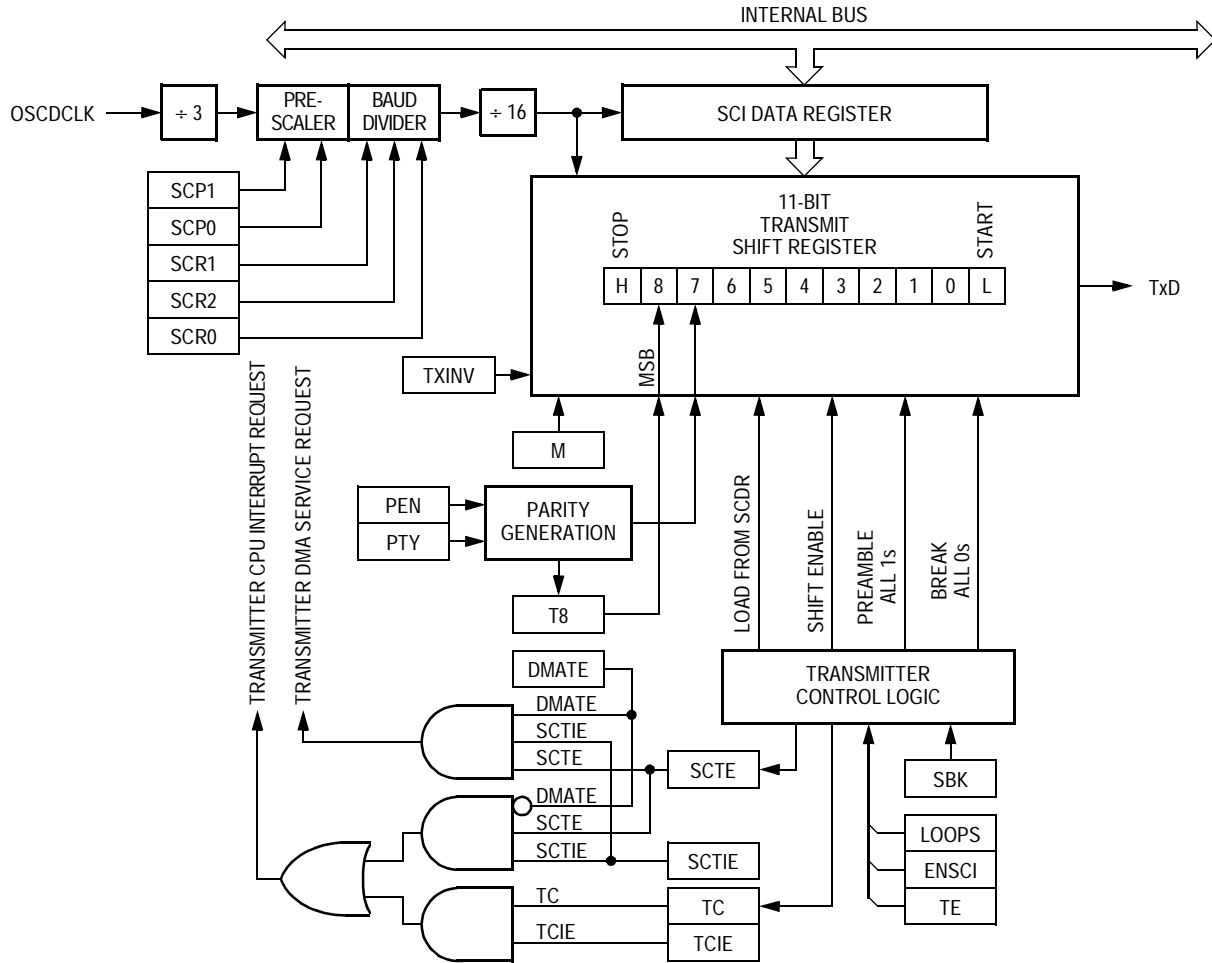 INTERNAL BUS
OSCDCLK
÷ 3
PRE-
SCALER
BAUD
DIVIDER
÷ 16
SCI DATA REGISTER
SCP1
SCP0
SCR1
SCR2
SCR0
11-BIT
TRANSMIT
SHIFT REGISTER
STOP
START
H 8 7 6 5 4 3 2 1 0 L
TxD
MSB
TXINV
M
PEN
PTY
PARITY
GENERATION
T8
TRANSMITTER CPU INTERRUPT REQUEST
TRANSMITTER DMA SERVICE REQUEST
LOAD FROM SCDR
SHIFT ENABLE
PREAMBLE
ALL 1s
BREAK
ALL 0s
TRANSMITTER
CONTROL LOGIC
DMATE
DMATE
SCTIE
SCTE
SCTE
DMATE
SCTE
SCTIE
SCTIE
TC
TC
TCIE
TCIE
SBK
LOOPS
ENSCI
TE